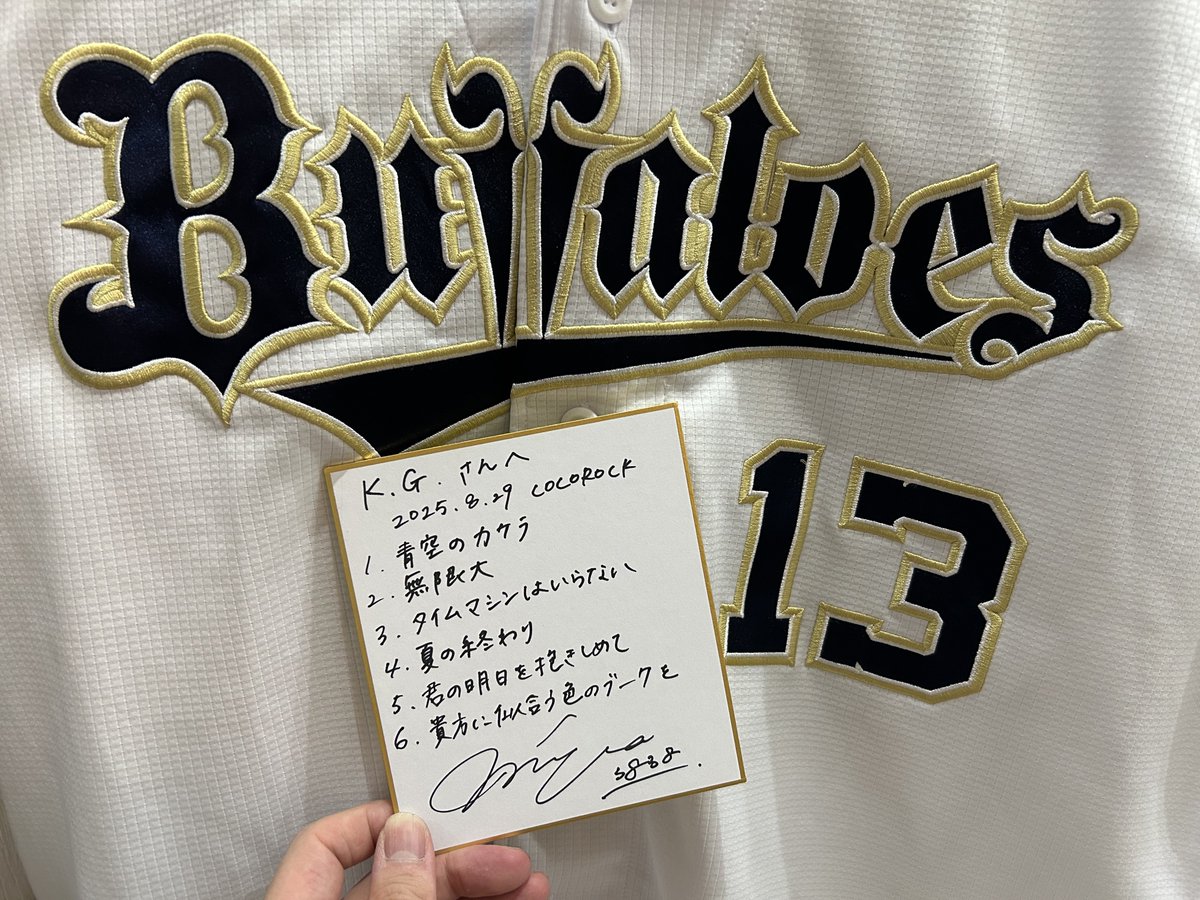 Buffaloes
13
K.G. さんへ
2025.8.29 COCOROCK
1. 青空のカケラ
2. 無限大
3. タイムマシンはいらない
4. 夏の終わり
5. 君の明日を抱きしめて
6. 貴方に似合う色のブーケを